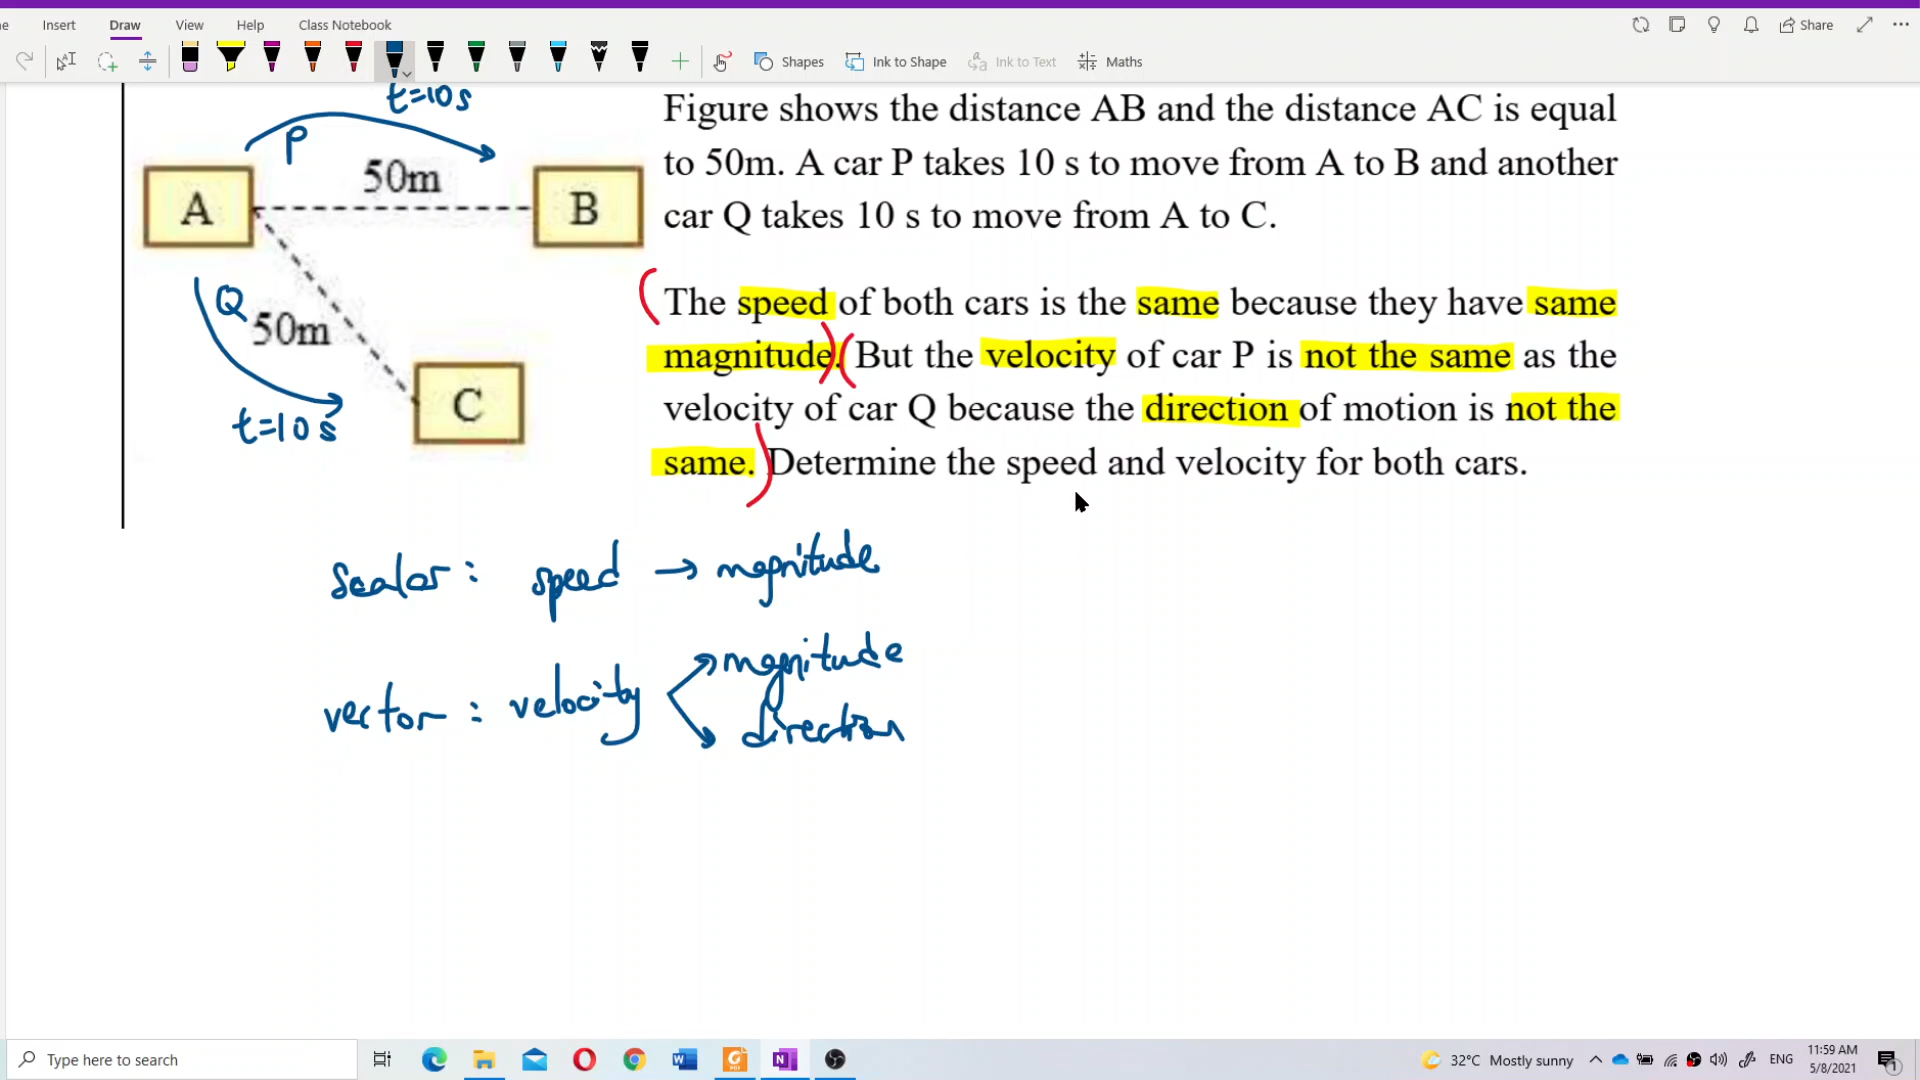 Insert Draw View Help Class Notebook Share
Shapes Ink to Shape Ink to Text Maths
t=10s
P
50m
A
B
Q
50m
C
t=10s
Figure shows the distance AB and the distance AC is equal
to 50m. A car P takes 10 s to move from A to B and another
car Q takes 10 s to move from A to C.
(The speed of both cars is the same because they have same
magnitude.) (But the velocity of car P is not the same as the
velocity of car Q because the direction of motion is not the
same.) Determine the speed and velocity for both cars.
Scalar : speed → magnitude
vector : velocity magnitude
direction
Type here to search
32°C Mostly sunny ENG 11:59 AM
5/8/2021